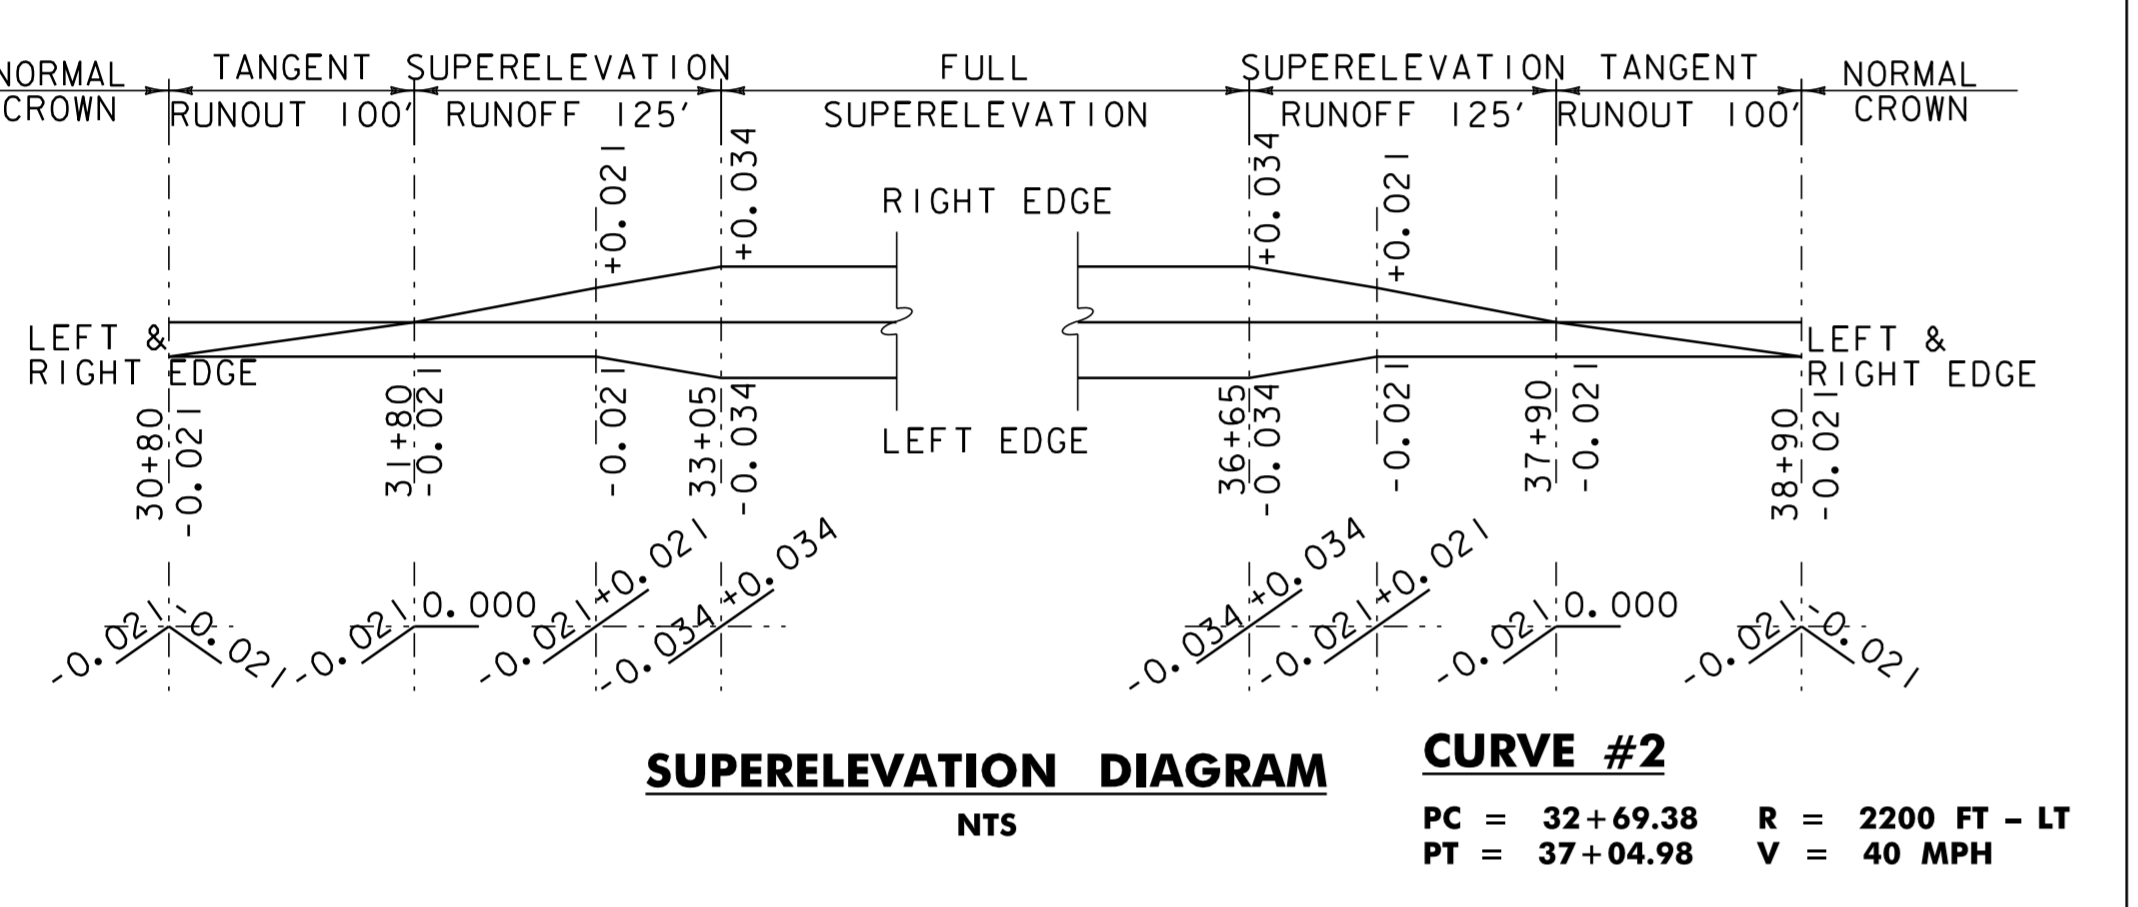 NORMAL CROWN
TANGENT RUNOUT 100'
SUPERELEVATION RUNOFF 125'
FULL SUPERELEVATION
SUPERELEVATION RUNOFF 125'
TANGENT RUNOUT 100'
NORMAL CROWN
+0.021
+0.034
+0.034
+0.021
RIGHT EDGE
LEFT &
RIGHT EDGE
LEFT &
RIGHT EDGE
LEFT EDGE
30+80
-0.021
31+80
-0.021
-0.021
33+05
-0.034
36+65
-0.034
-0.021
37+90
-0.021
38+90
-0.021
-0.021
-0.021
-0.021
0.000
-0.021
+0.021
-0.034
+0.034
-0.034
+0.034
-0.021
+0.021
-0.021
0.000
-0.021
-0.021
SUPERELEVATION DIAGRAM
NTS
CURVE #2
PC = 32+69.38 R = 2200 FT - LT
PT = 37+04.98 V = 40 MPH